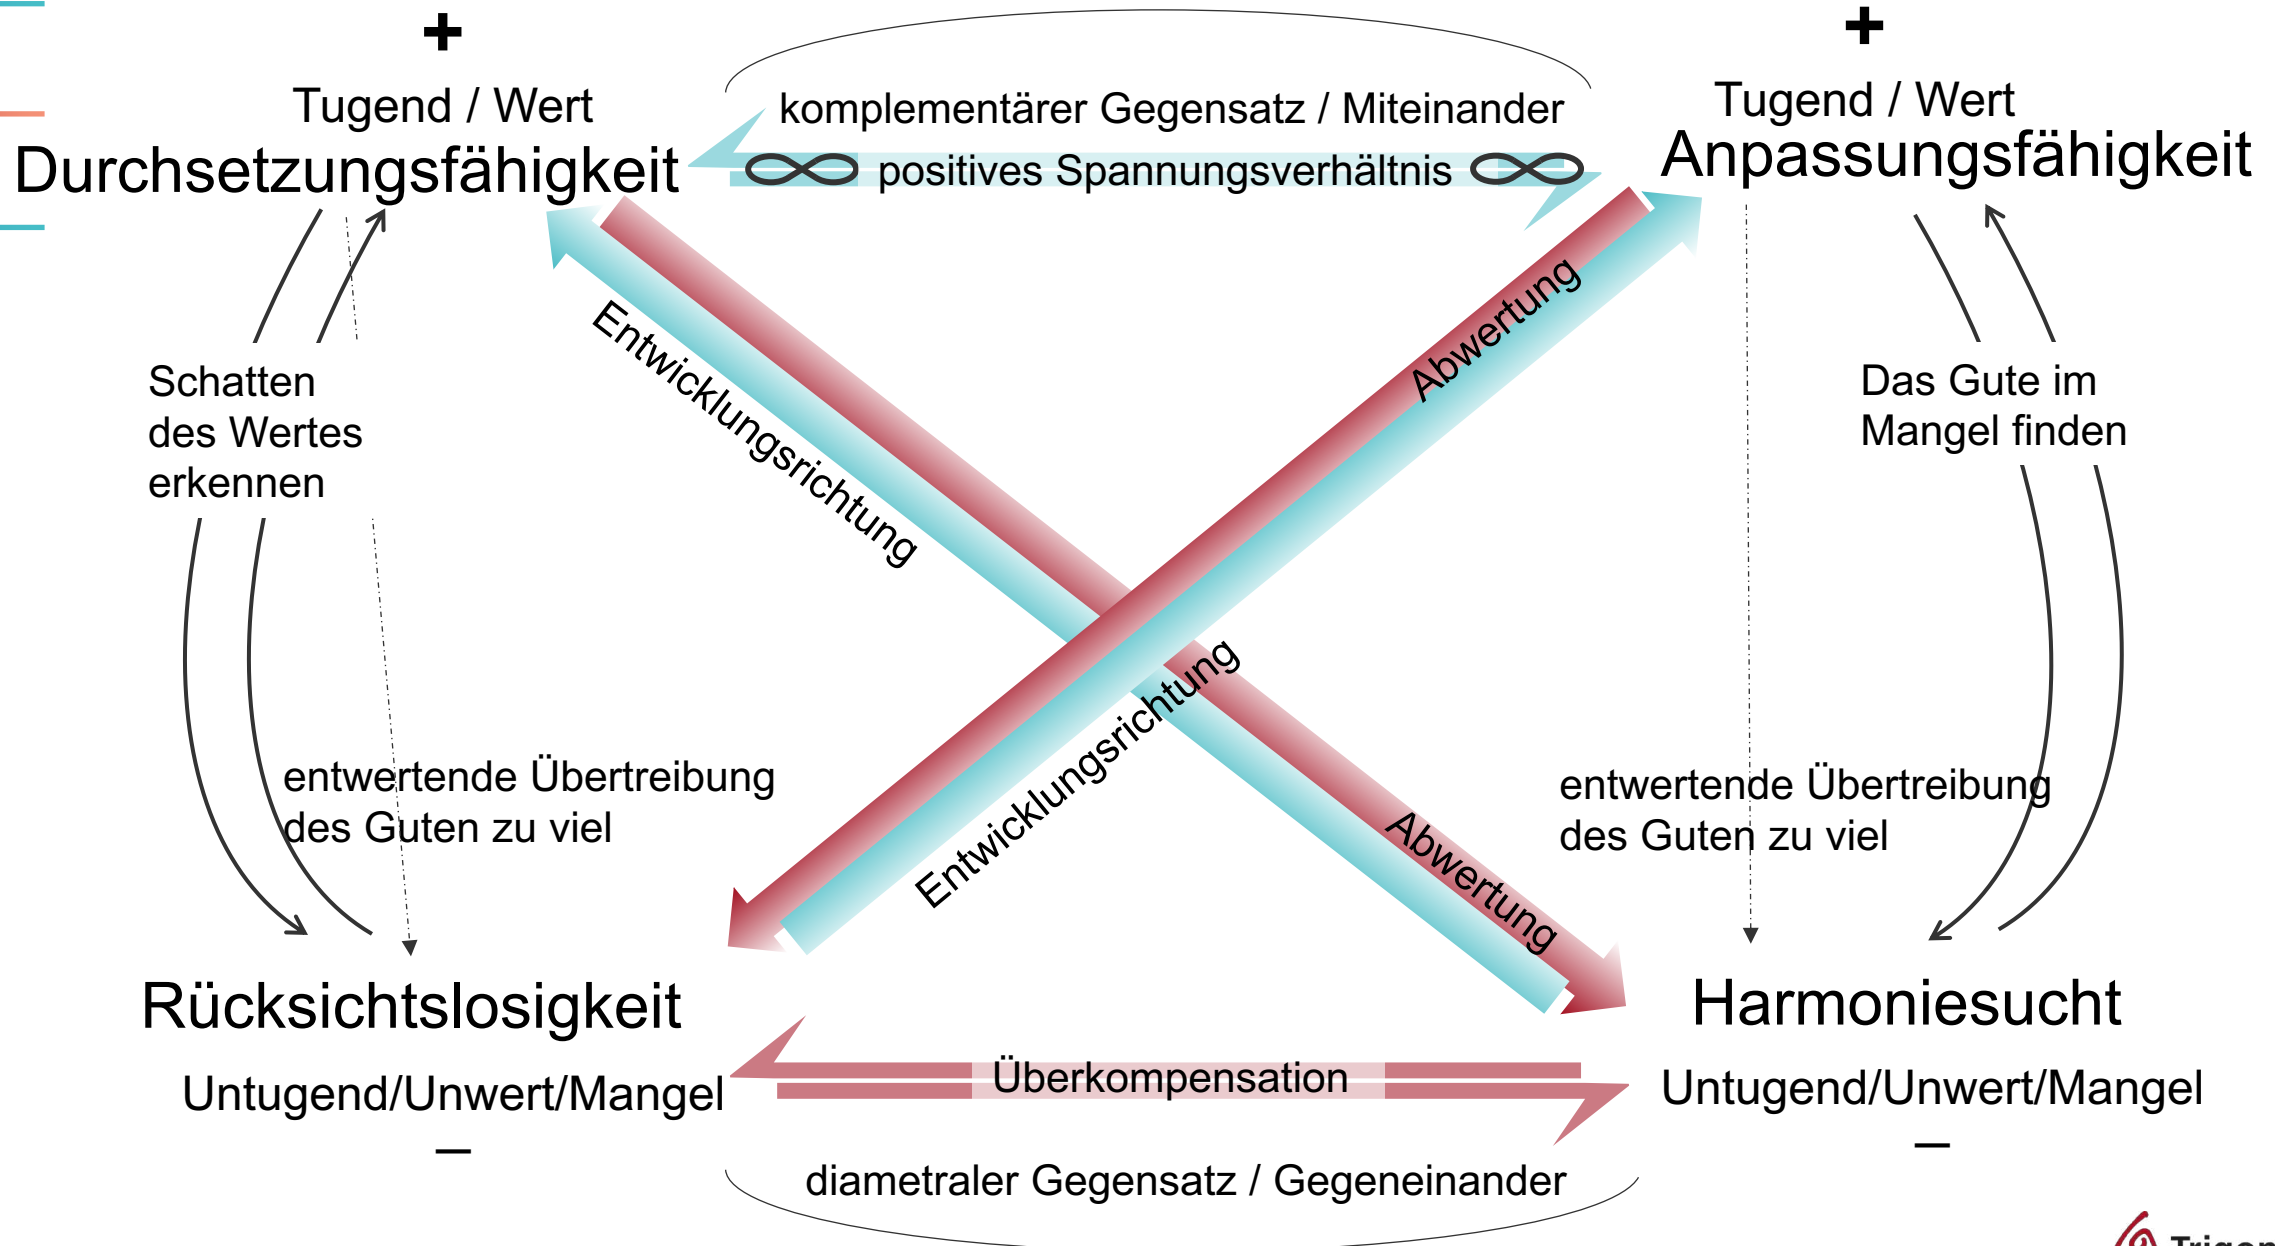 +
+
Tugend / Wert
Durchsetzungsfähigkeit
komplementärer Gegensatz / Miteinander
positives Spannungsverhältnis
Tugend / Wert
Anpassungsfähigkeit
Entwicklungsrichtung
Abwertung
Schatten
des Wertes
erkennen
Das Gute im
Mangel finden
entwertende Übertreibung
des Guten zu viel
Entwicklungsrichtung
Abwertung
entwertende Übertreibung
des Guten zu viel
Rücksichtslosigkeit
Untugend/Unwert/Mangel
–
Überkompensation
Harmoniesucht
Untugend/Unwert/Mangel
–
diametraler Gegensatz / Gegeneinander